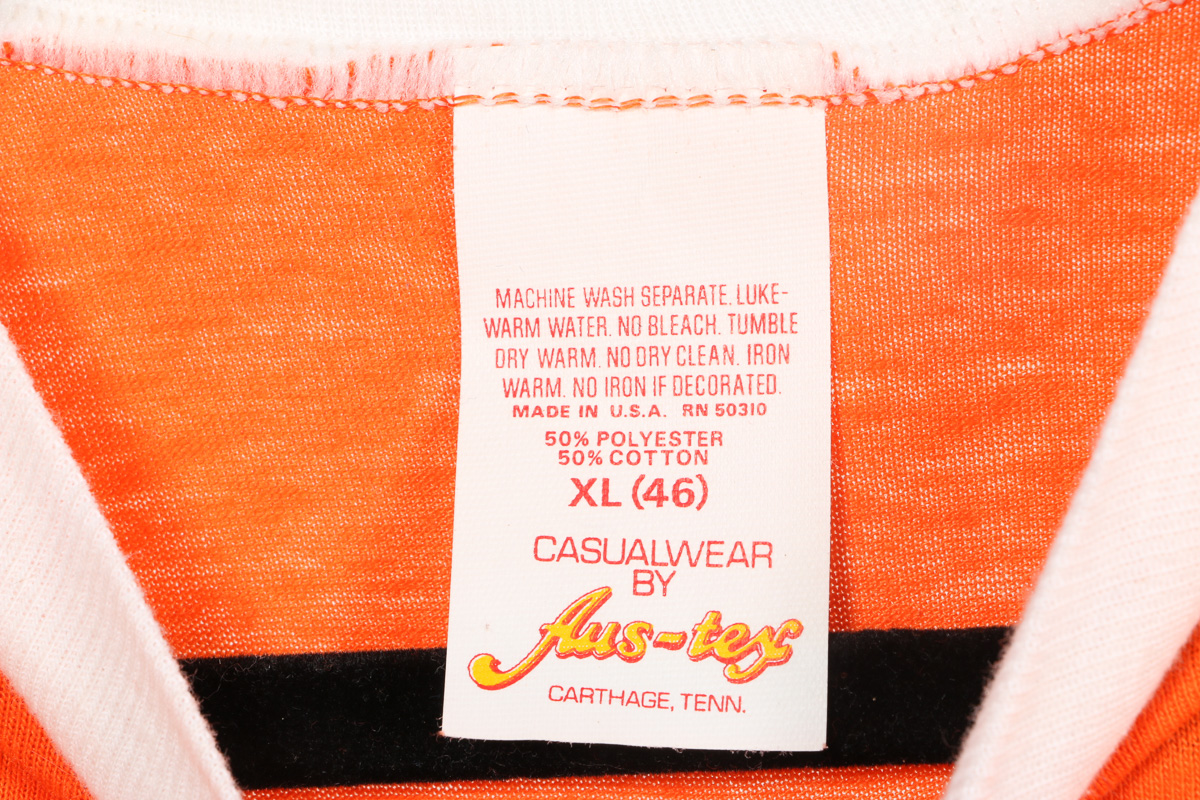 MACHINE WASH SEPARATE. LUKE-
WARM WATER. NO BLEACH. TUMBLE
DRY WARM. NO DRY CLEAN. IRON
WARM. NO IRON IF DECORATED.
MADE IN U.S.A. RN 50310
50% POLYESTER
50% COTTON
XL (46)
CASUALWEAR
BY
Aus-tex
CARTHAGE, TENN.